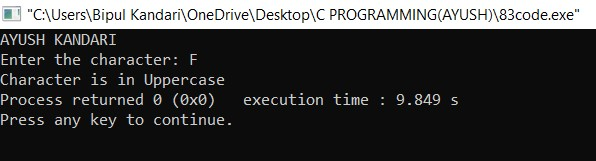 "C:\Users\Bipul Kandari\OneDrive\Desktop\C PROGRAMMING(AYUSH)\83code.exe"
AYUSH KANDARI
Enter the character: F
Character is in Uppercase
Process returned 0 (0x0)   execution time : 9.849 s
Press any key to continue.